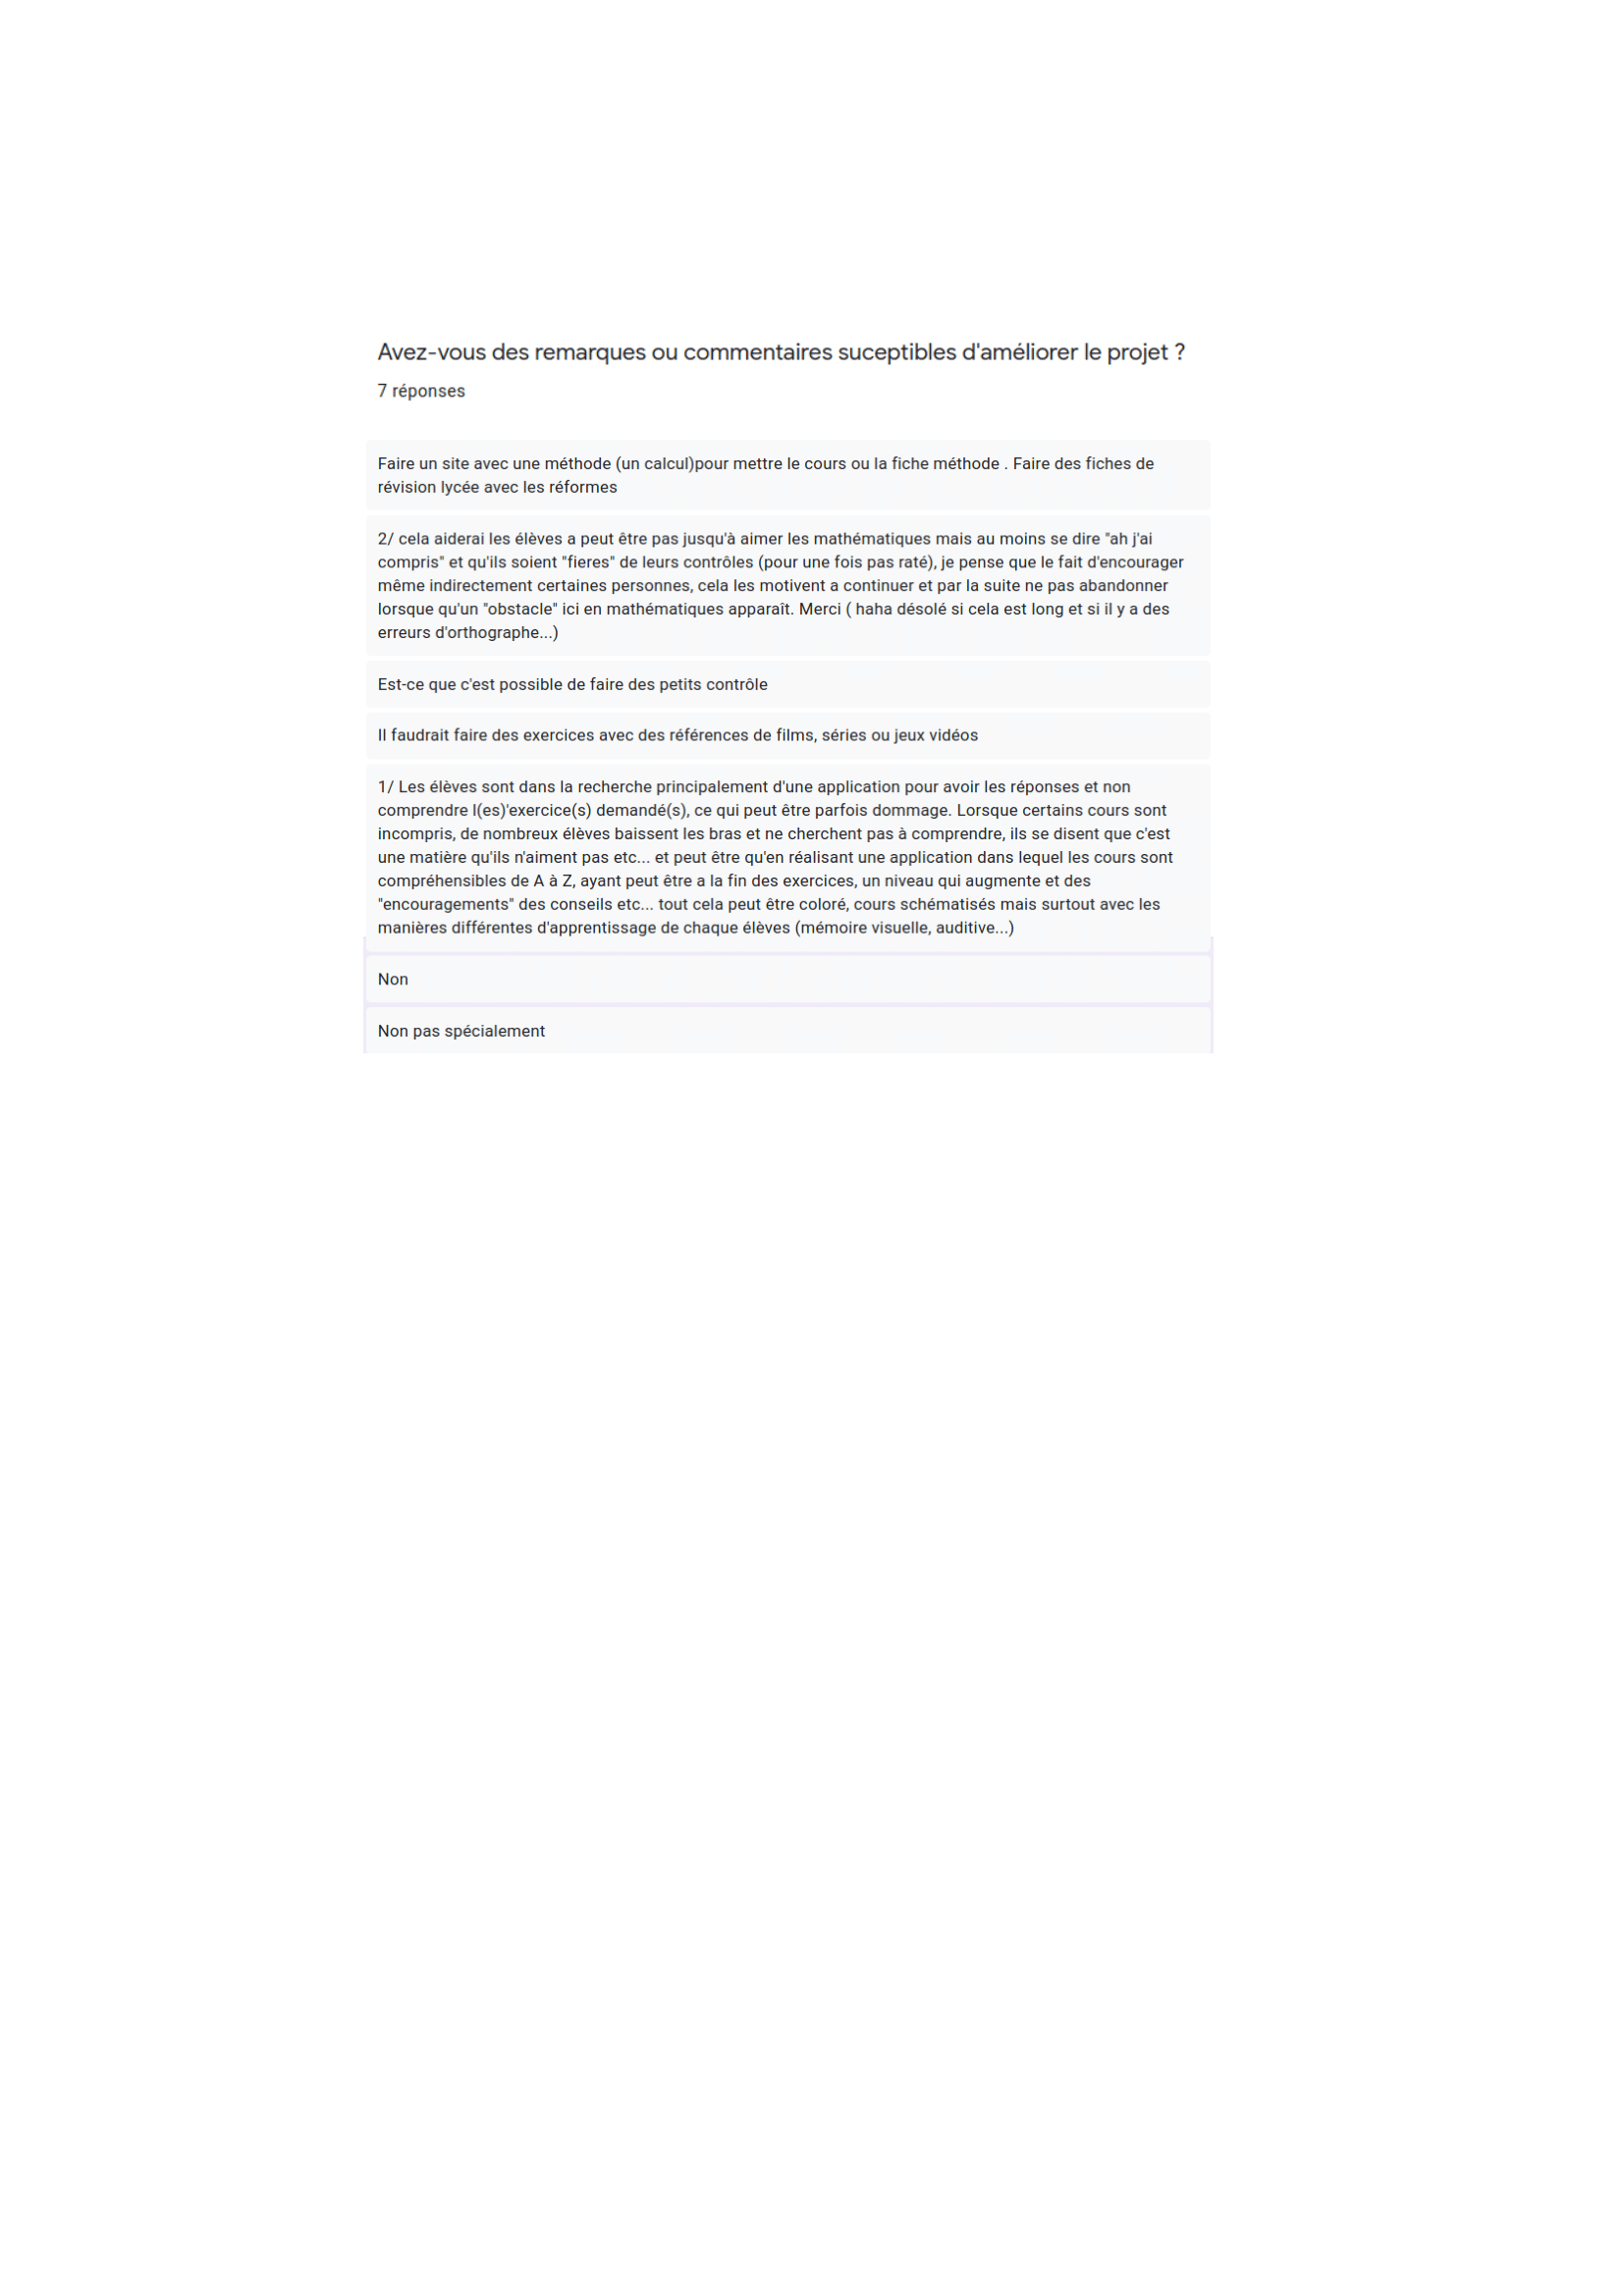 Avez-vous des remarques ou commentaires suceptibles d'améliorer le projet ?
7 réponses
Faire un site avec une méthode (un calcul)pour mettre le cours ou la fiche méthode . Faire des fiches de
révision lycée avec les réformes
2/ cela aiderai les élèves a peut être pas jusqu'à aimer les mathématiques mais au moins se dire "ah j'ai
compris" et qu'ils soient "fieres" de leurs contrôles (pour une fois pas raté), je pense que le fait d'encourager
même indirectement certaines personnes, cela les motivent a continuer et par la suite ne pas abandonner
lorsque qu'un "obstacle" ici en mathématiques apparaît. Merci ( haha désolé si cela est long et si il y a des
erreurs d'orthographe...)
Est-ce que c'est possible de faire des petits contrôle
Il faudrait faire des exercices avec des références de films, séries ou jeux vidéos
1/ Les élèves sont dans la recherche principalement d'une application pour avoir les réponses et non
comprendre l(es)'exercice(s) demandé(s), ce qui peut être parfois dommage. Lorsque certains cours sont
incompris, de nombreux élèves baissent les bras et ne cherchent pas à comprendre, ils se disent que c'est
une matière qu'ils n'aiment pas etc... et peut être qu'en réalisant une application dans lequel les cours sont
compréhensibles de A à Z, ayant peut être a la fin des exercices, un niveau qui augmente et des
"encouragements" des conseils etc... tout cela peut être coloré, cours schématisés mais surtout avec les
manières différentes d'apprentissage de chaque élèves (mémoire visuelle, auditive...)
Non
Non pas spécialement